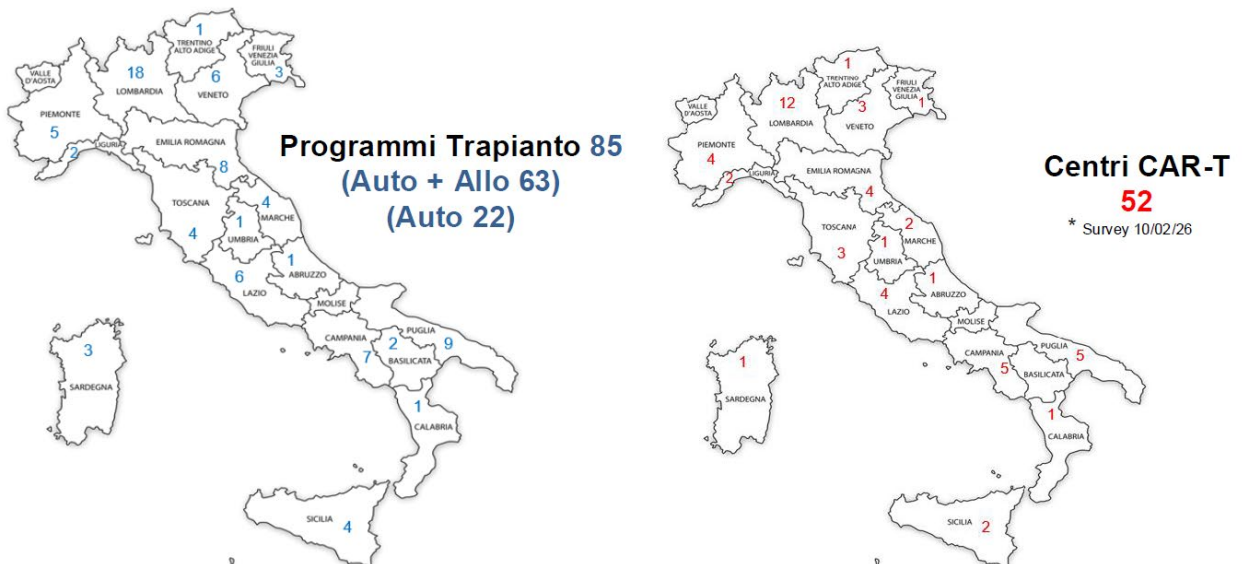 1
TRENTINO
ALTO ADIGE
FRIULI
VENEZIA
GIULIA
3
VALLE
D'AOSTA
18
LOMBARDIA
6
VENETO
PIEMONTE
5
2
LIGURIA
EMILIA ROMAGNA
8
TOSCANA
4
4
MARCHE
1
UMBRIA
6
LAZIO
1
ABRUZZO
MOLISE
CAMPANIA
7
PUGLIA
9
2
BASILICATA
1
CALABRIA
3
SARDEGNA
SICILIA 4
Programmi Trapianto 85
(Auto + Allo 63)
(Auto 22)
1
TRENTINO
ALTO ADIGE
FRIULI
VENEZIA
GIULIA
1
VALLE
D'AOSTA
12
LOMBARDIA
3
VENETO
PIEMONTE
4
2
LIGURIA
EMILIA ROMAGNA
4
TOSCANA
3
2
MARCHE
1
UMBRIA
4
LAZIO
1
ABRUZZO
MOLISE
CAMPANIA
5
PUGLIA
5
BASILICATA
1
CALABRIA
1
SARDEGNA
SICILIA 2
Centri CAR-T
52
* Survey 10/02/26